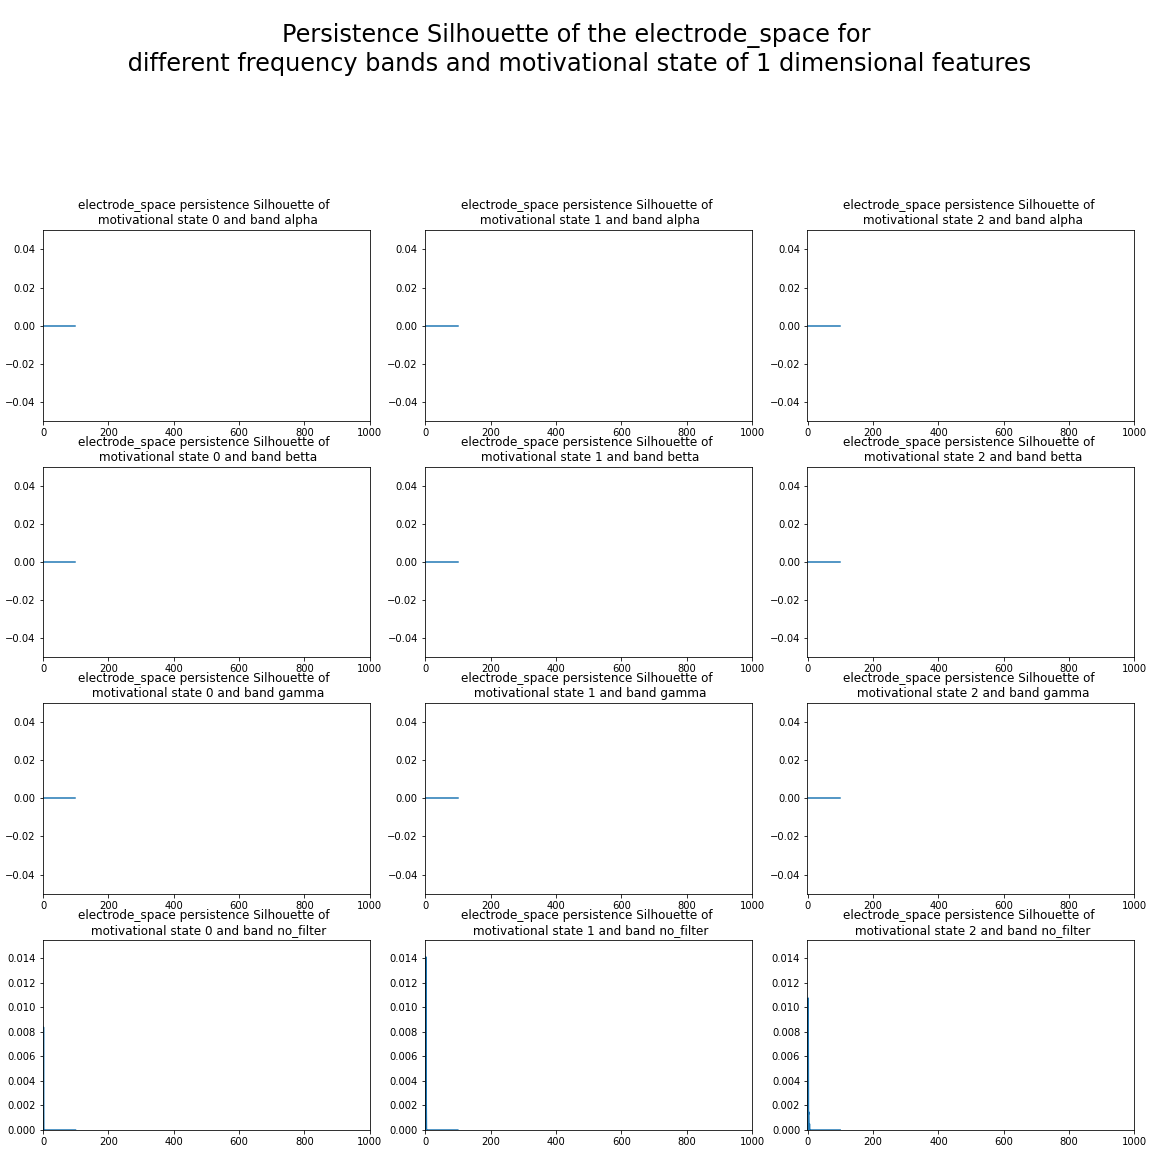 Persistence Silhouette of the electrode_space for
different frequency bands and motivational state of 1 dimensional features
electrode_space persistence Silhouette of
motivational state 0 and band alpha
0.04
0.02
0.00
−0.02
−0.04
0 200 400 600 800 1000
electrode_space persistence Silhouette of
motivational state 1 and band alpha
0.04
0.02
0.00
−0.02
−0.04
0 200 400 600 800 1000
electrode_space persistence Silhouette of
motivational state 2 and band alpha
0.04
0.02
0.00
−0.02
−0.04
0 200 400 600 800 1000
electrode_space persistence Silhouette of
motivational state 0 and band betta
0.04
0.02
0.00
−0.02
−0.04
0 200 400 600 800 1000
electrode_space persistence Silhouette of
motivational state 1 and band betta
0.04
0.02
0.00
−0.02
−0.04
0 200 400 600 800 1000
electrode_space persistence Silhouette of
motivational state 2 and band betta
0.04
0.02
0.00
−0.02
−0.04
0 200 400 600 800 1000
electrode_space persistence Silhouette of
motivational state 0 and band gamma
0.04
0.02
0.00
−0.02
−0.04
0 200 400 600 800 1000
electrode_space persistence Silhouette of
motivational state 1 and band gamma
0.04
0.02
0.00
−0.02
−0.04
0 200 400 600 800 1000
electrode_space persistence Silhouette of
motivational state 2 and band gamma
0.04
0.02
0.00
−0.02
−0.04
0 200 400 600 800 1000
electrode_space persistence Silhouette of
motivational state 0 and band no_filter
0.014
0.012
0.010
0.008
0.006
0.004
0.002
0.000
0 200 400 600 800 1000
electrode_space persistence Silhouette of
motivational state 1 and band no_filter
0.014
0.012
0.010
0.008
0.006
0.004
0.002
0.000
0 200 400 600 800 1000
electrode_space persistence Silhouette of
motivational state 2 and band no_filter
0.014
0.012
0.010
0.008
0.006
0.004
0.002
0.000
0 200 400 600 800 1000